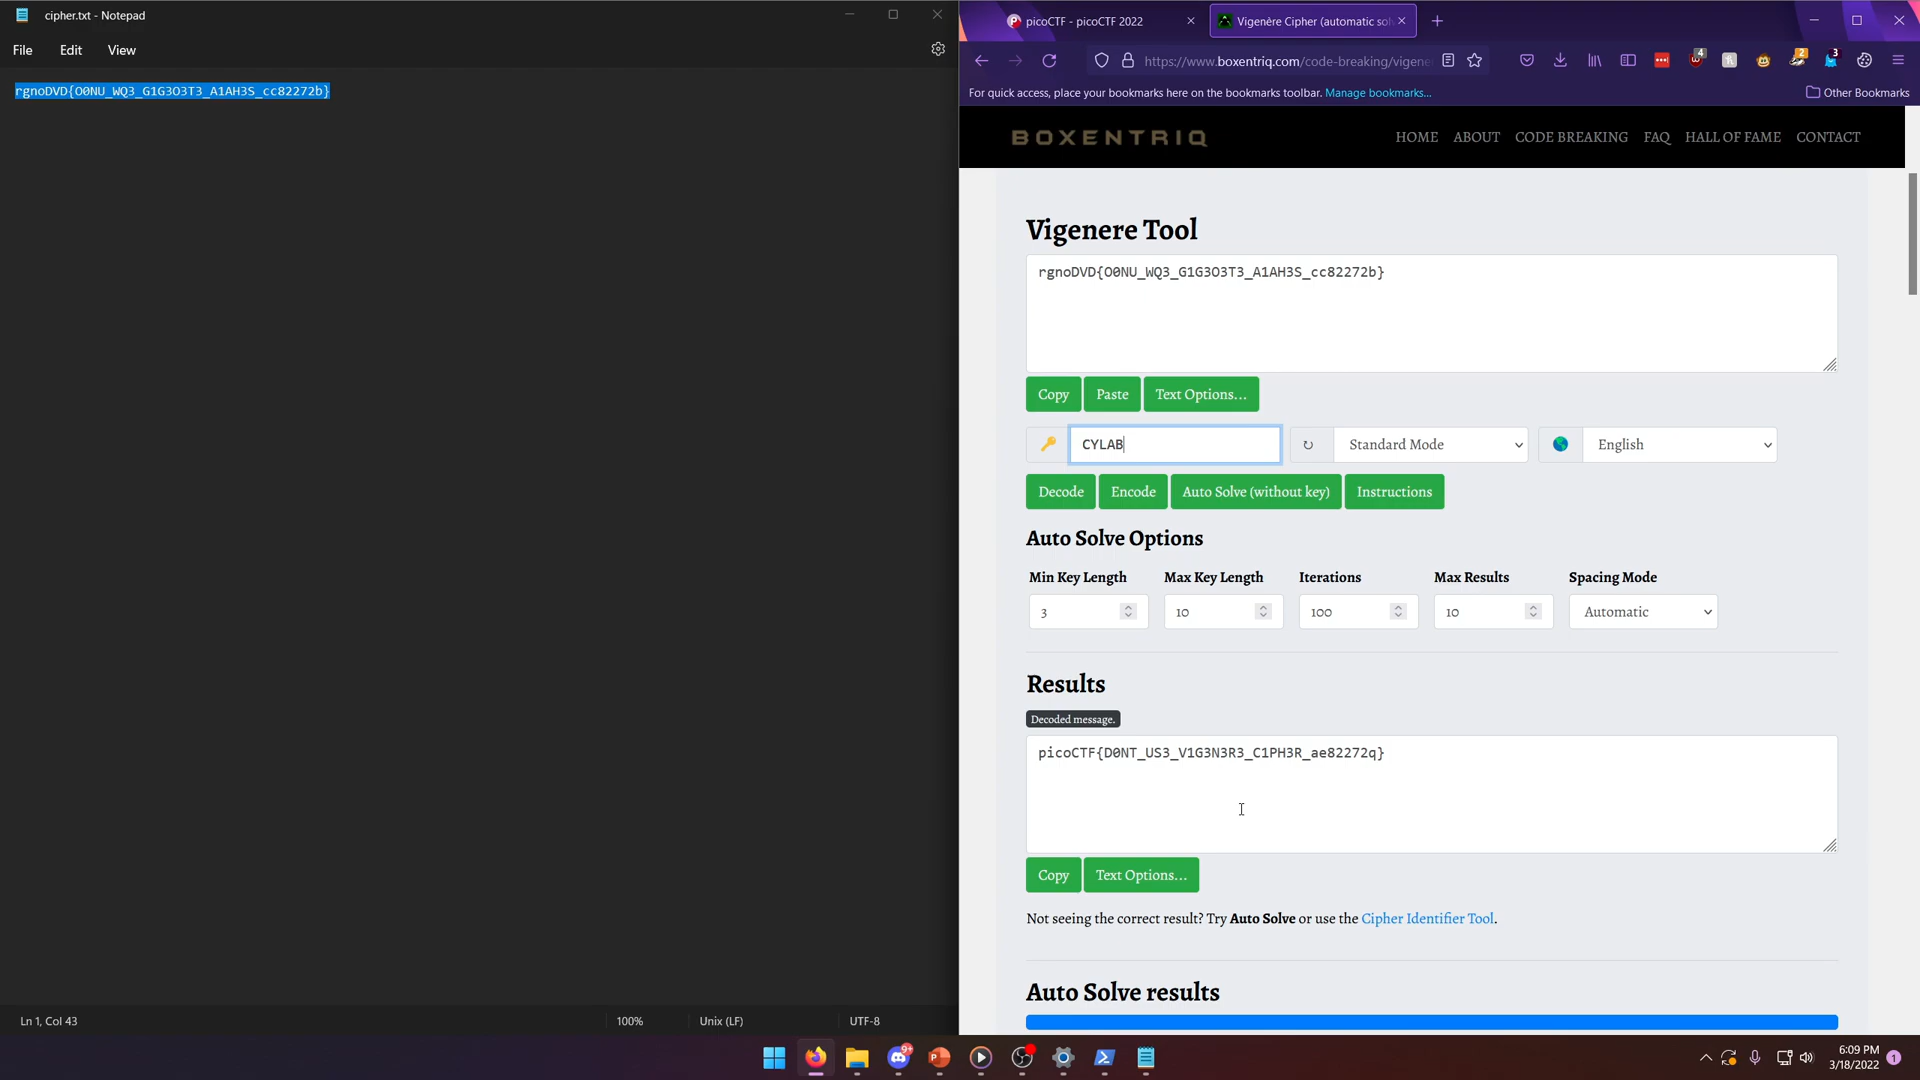 cipher.txt - Notepad
File Edit View
rgnoDVD{O0NU_WQ3_G1G3O3T3_A1AH3S_cc82272b}
Ln 1, Col 43 100% Unix (LF) UTF-8
picoCTF - picoCTF 2022 Vigenère Cipher (automatic sol
https://www.boxentriq.com/code-breaking/vigene
4 2 3
For quick access, place your bookmarks here on the bookmarks toolbar. Manage bookmarks... Other Bookmarks
BOXENTRIQ HOME ABOUT CODE BREAKING FAQ HALL OF FAME CONTACT
Vigenere Tool
rgnoDVD{O0NU_WQ3_G1G3O3T3_A1AH3S_cc82272b}
Copy Paste Text Options...
CYLAB Standard Mode English
Decode Encode Auto Solve (without key) Instructions
Auto Solve Options
Min Key Length Max Key Length Iterations Max Results Spacing Mode
3 10 100 10 Automatic
Results
Decoded message.
picoCTF{D0NT_US3_V1G3N3R3_C1PH3R_ae82272q}
Copy Text Options...
Not seeing the correct result? Try Auto Solve or use the Cipher Identifier Tool.
Auto Solve results
9+
6:09 PM
3/18/2022 1